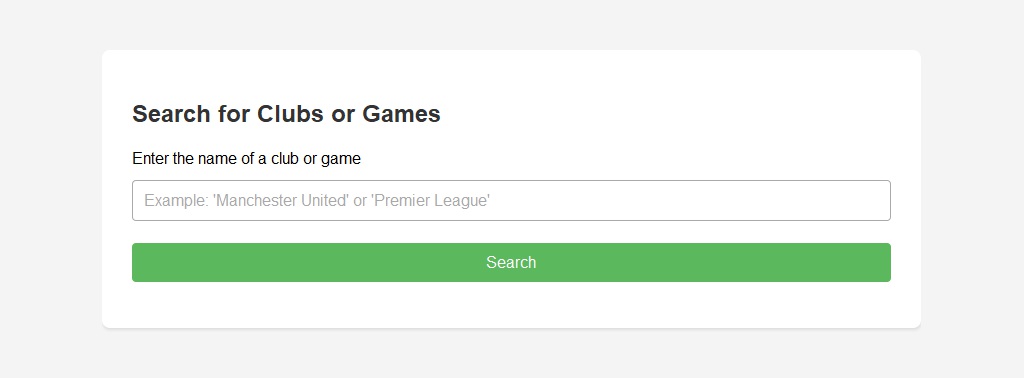 Search for Clubs or Games
Enter the name of a club or game
Example: 'Manchester United' or 'Premier League'
Search